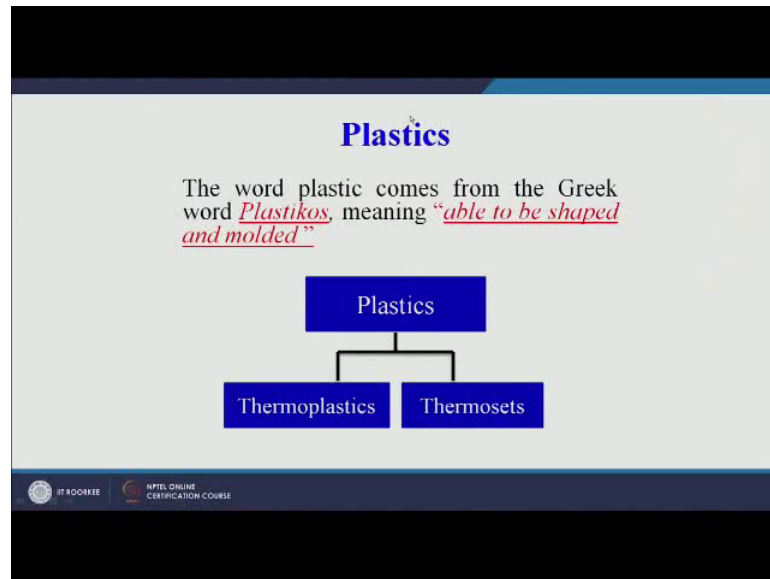 Plastics
The word plastic comes from the Greek
word Plastikos, meaning “able to be shaped
and molded ”
Plastics
Thermoplastics Thermosets
IIT ROORKEE
NPTEL ONLINE
CERTIFICATION COURSE